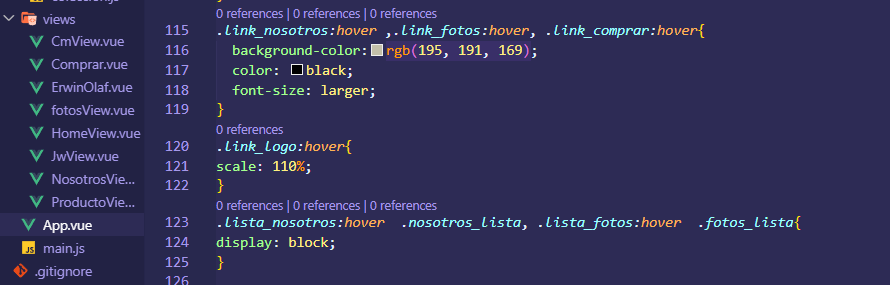 views
CmView.vue
Comprar.vue
ErwinOlaf.vue
fotosView.vue
HomeView.vue
JwView.vue
NosotrosVie...
ProductoVie...
App.vue
main.js
.gitignore
0 references | 0 references | 0 references
115 .link_nosotros:hover ,.link_fotos:hover, .link_comprar:hover{
116 background-color: rgb(195, 191, 169);
117 color: black;
118 font-size: larger;
119 }
0 references
120 .link_logo:hover{
121 scale: 110%;
122 }
0 references | 0 references | 0 references
123 .lista_nosotros:hover  .nosotros_lista, .lista_fotos:hover  .fotos_lista{
124 display: block;
125 }
126